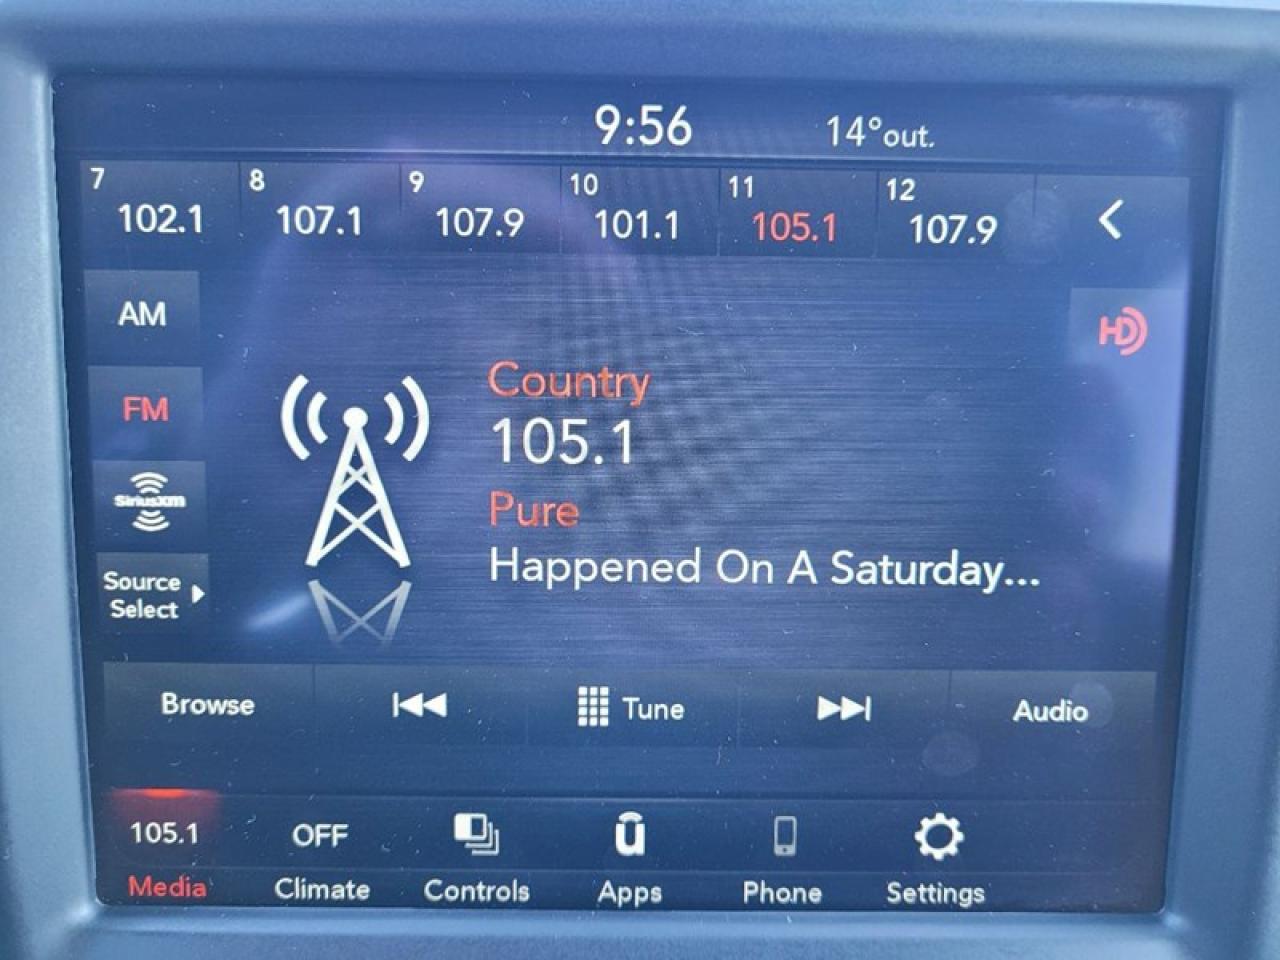 9:56 14°out.
7 8 9 10 11 12
102.1 107.1 107.9 101.1 105.1 107.9
AM
HD
FM
Country
105.1
SiriusXM
Pure
Happened On A Saturday...
Source
Select
Browse Tune Audio
105.1 OFF û
Media Climate Controls Apps Phone Settings